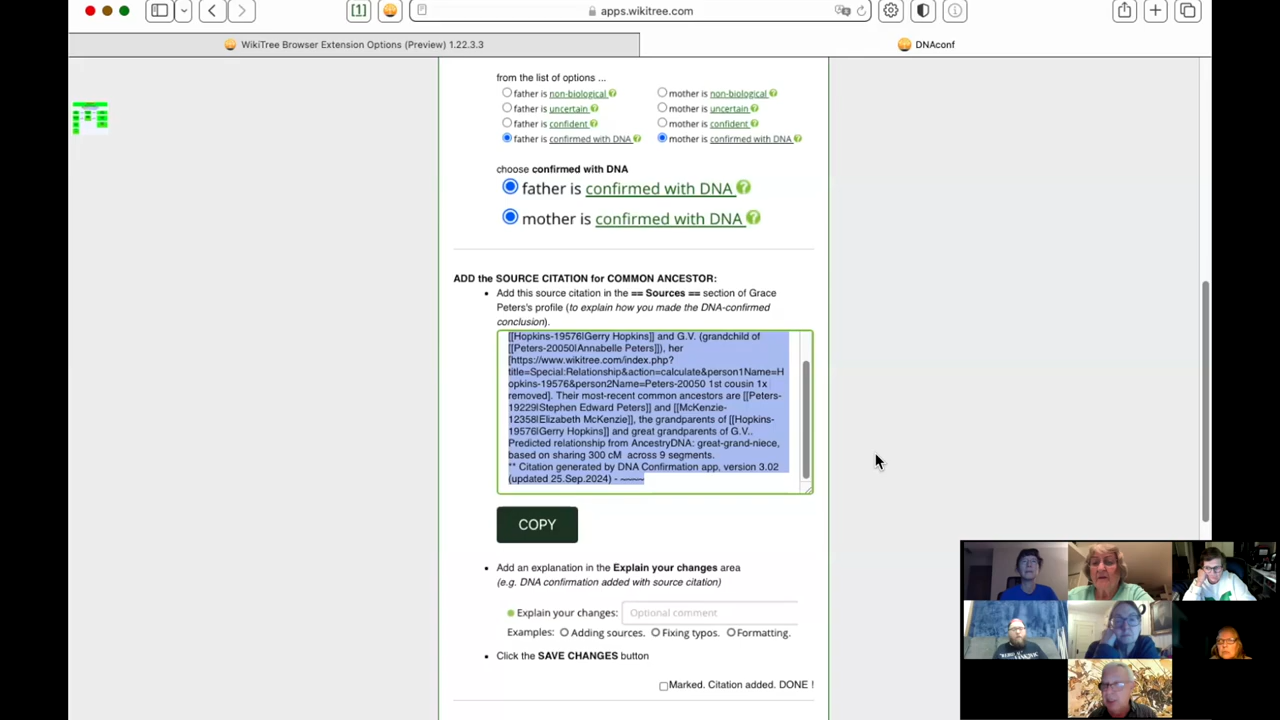 [1]
apps.wikitree.com
WikiTree Browser Extension Options (Preview) 1.22.3.3
DNAconf
from the list of options ...
father is non-biological ?
mother is non-biological ?
father is uncertain ?
mother is uncertain ?
father is confident ?
mother is confident ?
father is confirmed with DNA ?
mother is confirmed with DNA ?
choose confirmed with DNA
father is confirmed with DNA ?
mother is confirmed with DNA ?
ADD the SOURCE CITATION for COMMON ANCESTOR:
• Add this source citation in the == Sources == section of Grace
Peters's profile (to explain how you made the DNA-confirmed
conclusion).
[[Hopkins-19576|Gerry Hopkins]] and G.V. (grandchild of
[[Peters-20050|Annabelle Peters]]), her
[https://www.wikitree.com/index.php?
title=Special:Relationship&action=calculate&person1Name=H
opkins-19576&person2Name=Peters-20050 1st cousin 1x
removed]. Their most-recent common ancestors are [[Peters-
19229|Stephen Edward Peters]] and [[McKenzie-
12358|Elizabeth McKenzie]], the grandparents of [[Hopkins-
19576|Gerry Hopkins]] and great grandparents of G.V..
Predicted relationship from AncestryDNA: great-grand-niece,
based on sharing 300 cM across 9 segments.
** Citation generated by DNA Confirmation app, version 3.02
(updated 25.Sep.2024) - ~~~~
COPY
• Add an explanation in the Explain your changes area
(e.g. DNA confirmation added with source citation)
Explain your changes: Optional comment
Examples: Adding sources. Fixing typos. Formatting.
• Click the SAVE CHANGES button
Marked. Citation added. DONE !